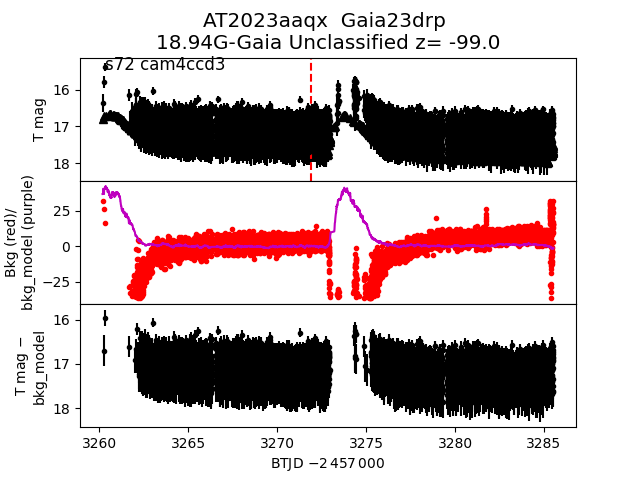 AT2023aaqx  Gaia23drp
18.94G-Gaia Unclassified z= -99.0
s72 cam4ccd3
T mag
16
17
18
Bkg (red)/
bkg_model (purple)
25
0
−25
T mag −
bkg_model
16
17
18
3260
3265
3270
3275
3280
3285
BTJD −2 457 000